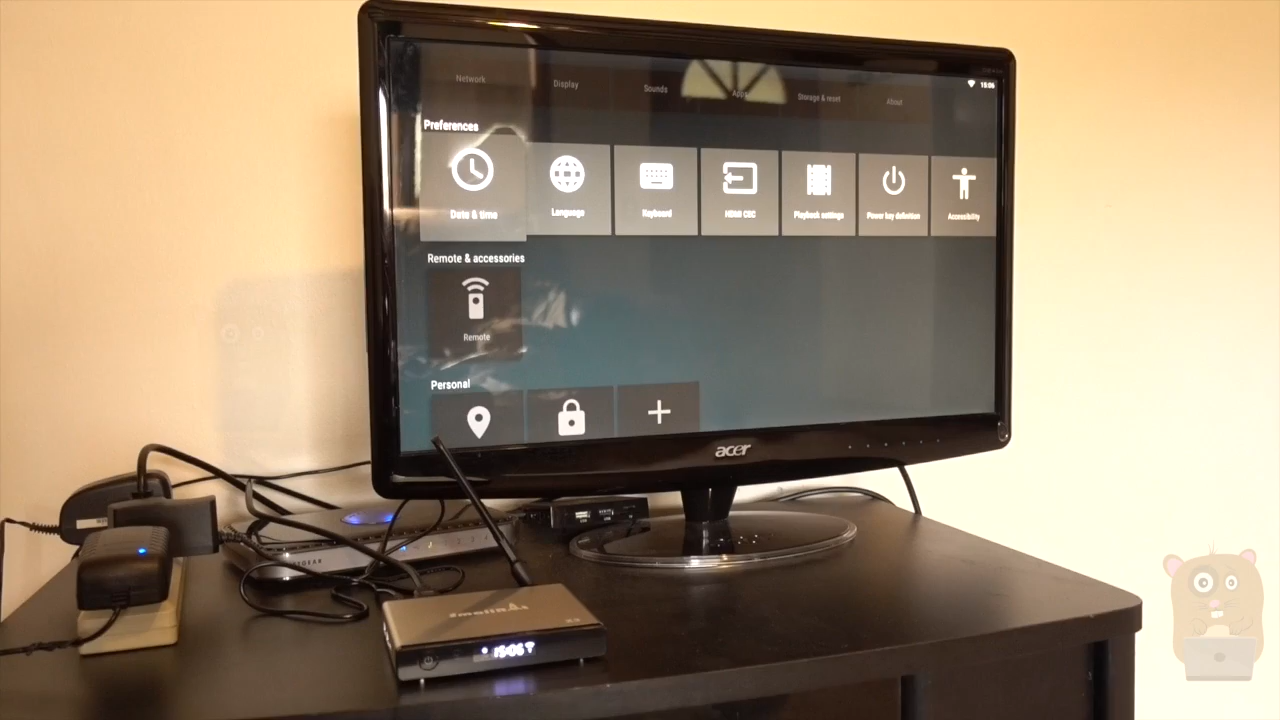 Network Display Sounds Apps Storage & reset About
15:06
Preferences
Date & time Language Keyboard HDMI CEC Playback settings Power key definition Accessibility
Remote & accessories
Remote
Personal
acer
NETGEAR
15:06